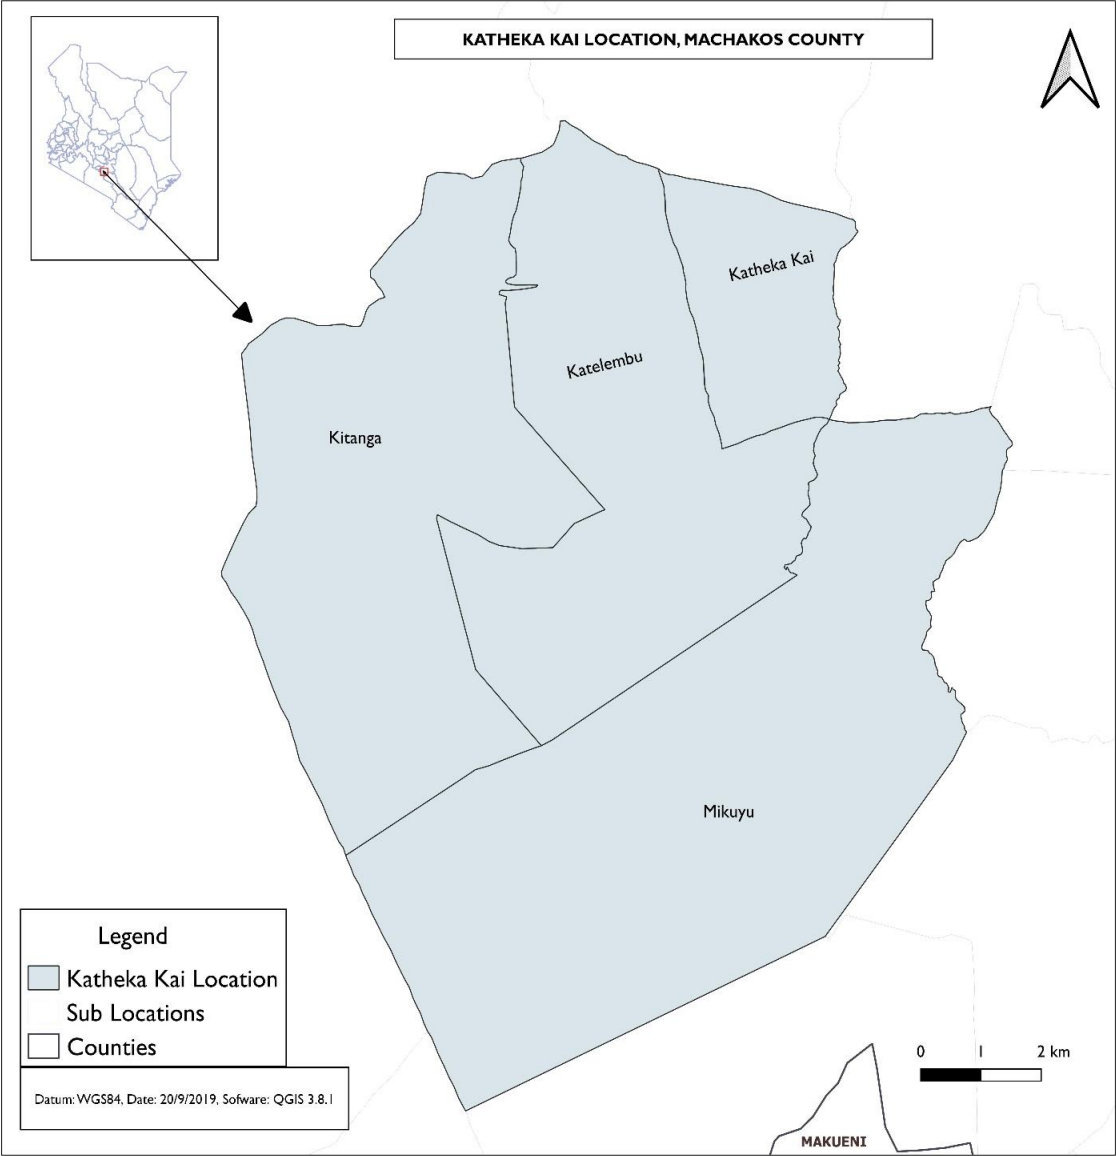 KATHEKA KAI LOCATION, MACHAKOS COUNTY
Katheka Kai
Katelembu
Kitanga
Mikuyu
Legend
Katheka Kai Location
Sub Locations
Counties
Datum: WGS84, Date: 20/9/2019, Sofware: QGIS 3.8.1
0 1 2 km
MAKUENI